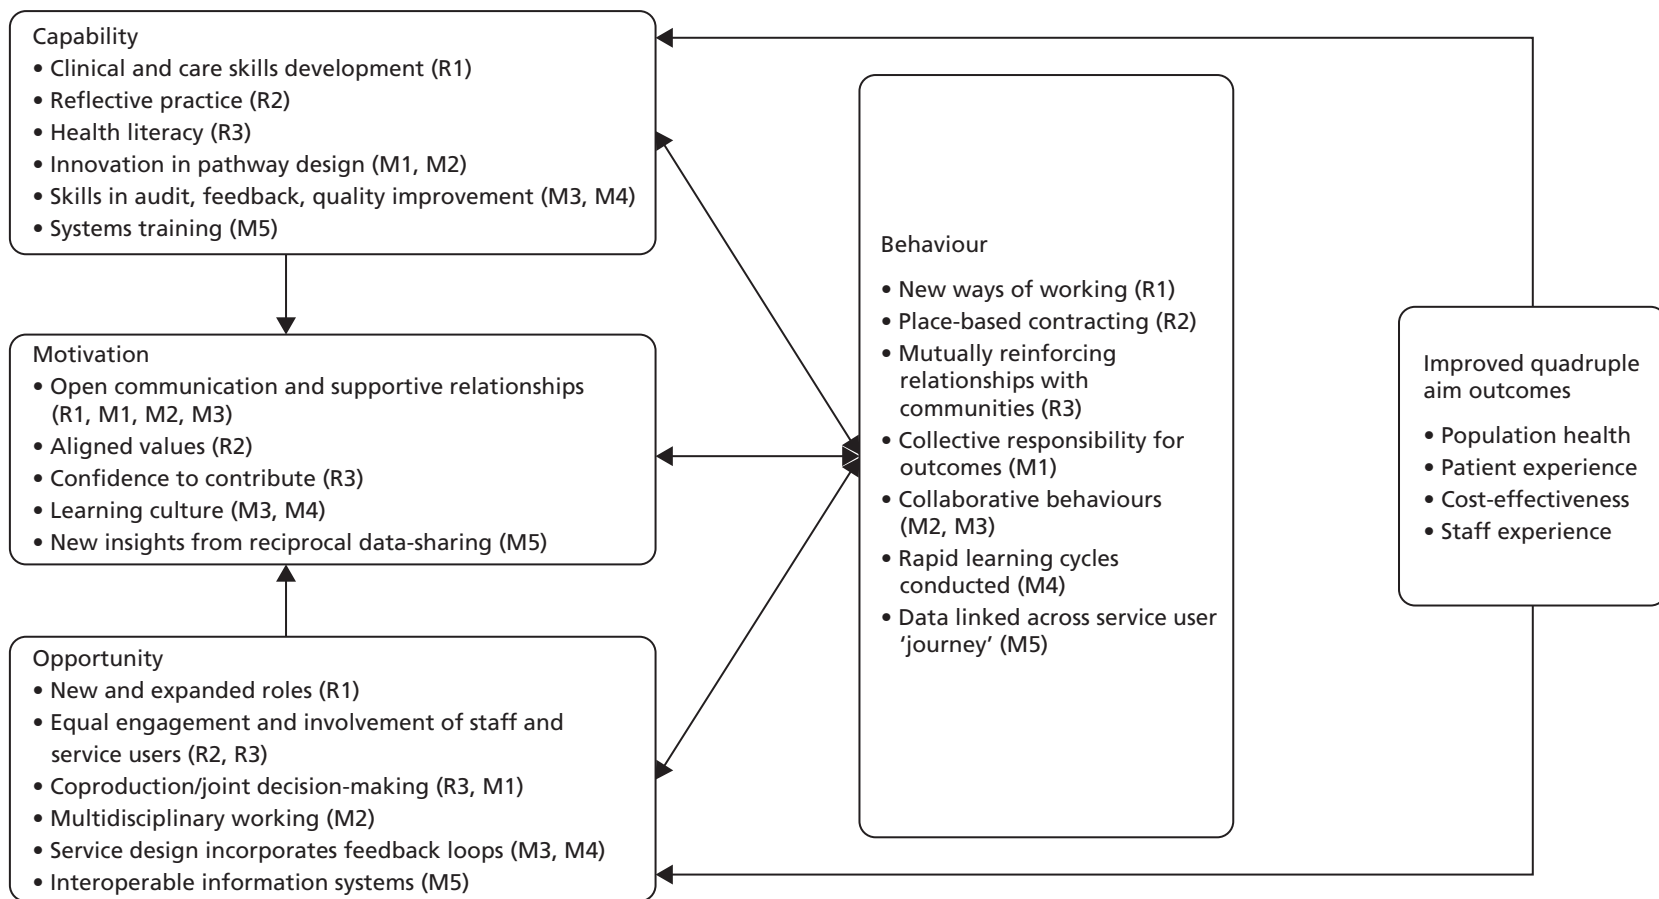 Capability
• Clinical and care skills development (R1)
• Reflective practice (R2)
• Health literacy (R3)
• Innovation in pathway design (M1, M2)
• Skills in audit, feedback, quality improvement (M3, M4)
• Systems training (M5)
Motivation
• Open communication and supportive relationships
(R1, M1, M2, M3)
• Aligned values (R2)
• Confidence to contribute (R3)
• Learning culture (M3, M4)
• New insights from reciprocal data-sharing (M5)
Opportunity
• New and expanded roles (R1)
• Equal engagement and involvement of staff and
service users (R2, R3)
• Coproduction/joint decision-making (R3, M1)
• Multidisciplinary working (M2)
• Service design incorporates feedback loops (M3, M4)
• Interoperable information systems (M5)
Behaviour
• New ways of working (R1)
• Place-based contracting (R2)
• Mutually reinforcing
relationships with
communities (R3)
• Collective responsibility for
outcomes (M1)
• Collaborative behaviours
(M2, M3)
• Rapid learning cycles
conducted (M4)
• Data linked across service user
‘journey’ (M5)
Improved quadruple
aim outcomes
• Population health
• Patient experience
• Cost-effectiveness
• Staff experience